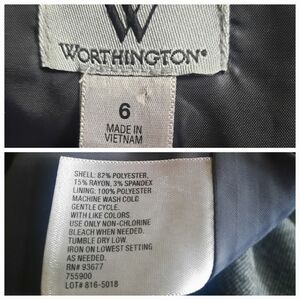 W
WORTHINGTON®
6
MADE IN
VIETNAM
SHELL: 82% POLYESTER,
15% RAYON, 3% SPANDEX
LINING: 100% POLYESTER
MACHINE WASH COLD
GENTLE CYCLE.
WITH LIKE COLORS.
USE ONLY NON-CHLORINE
BLEACH WHEN NEEDED.
TUMBLE DRY LOW
IRON ON LOWEST SETTING
AS NEEDED.
RN# 93677
755900
LOT# 816-5018